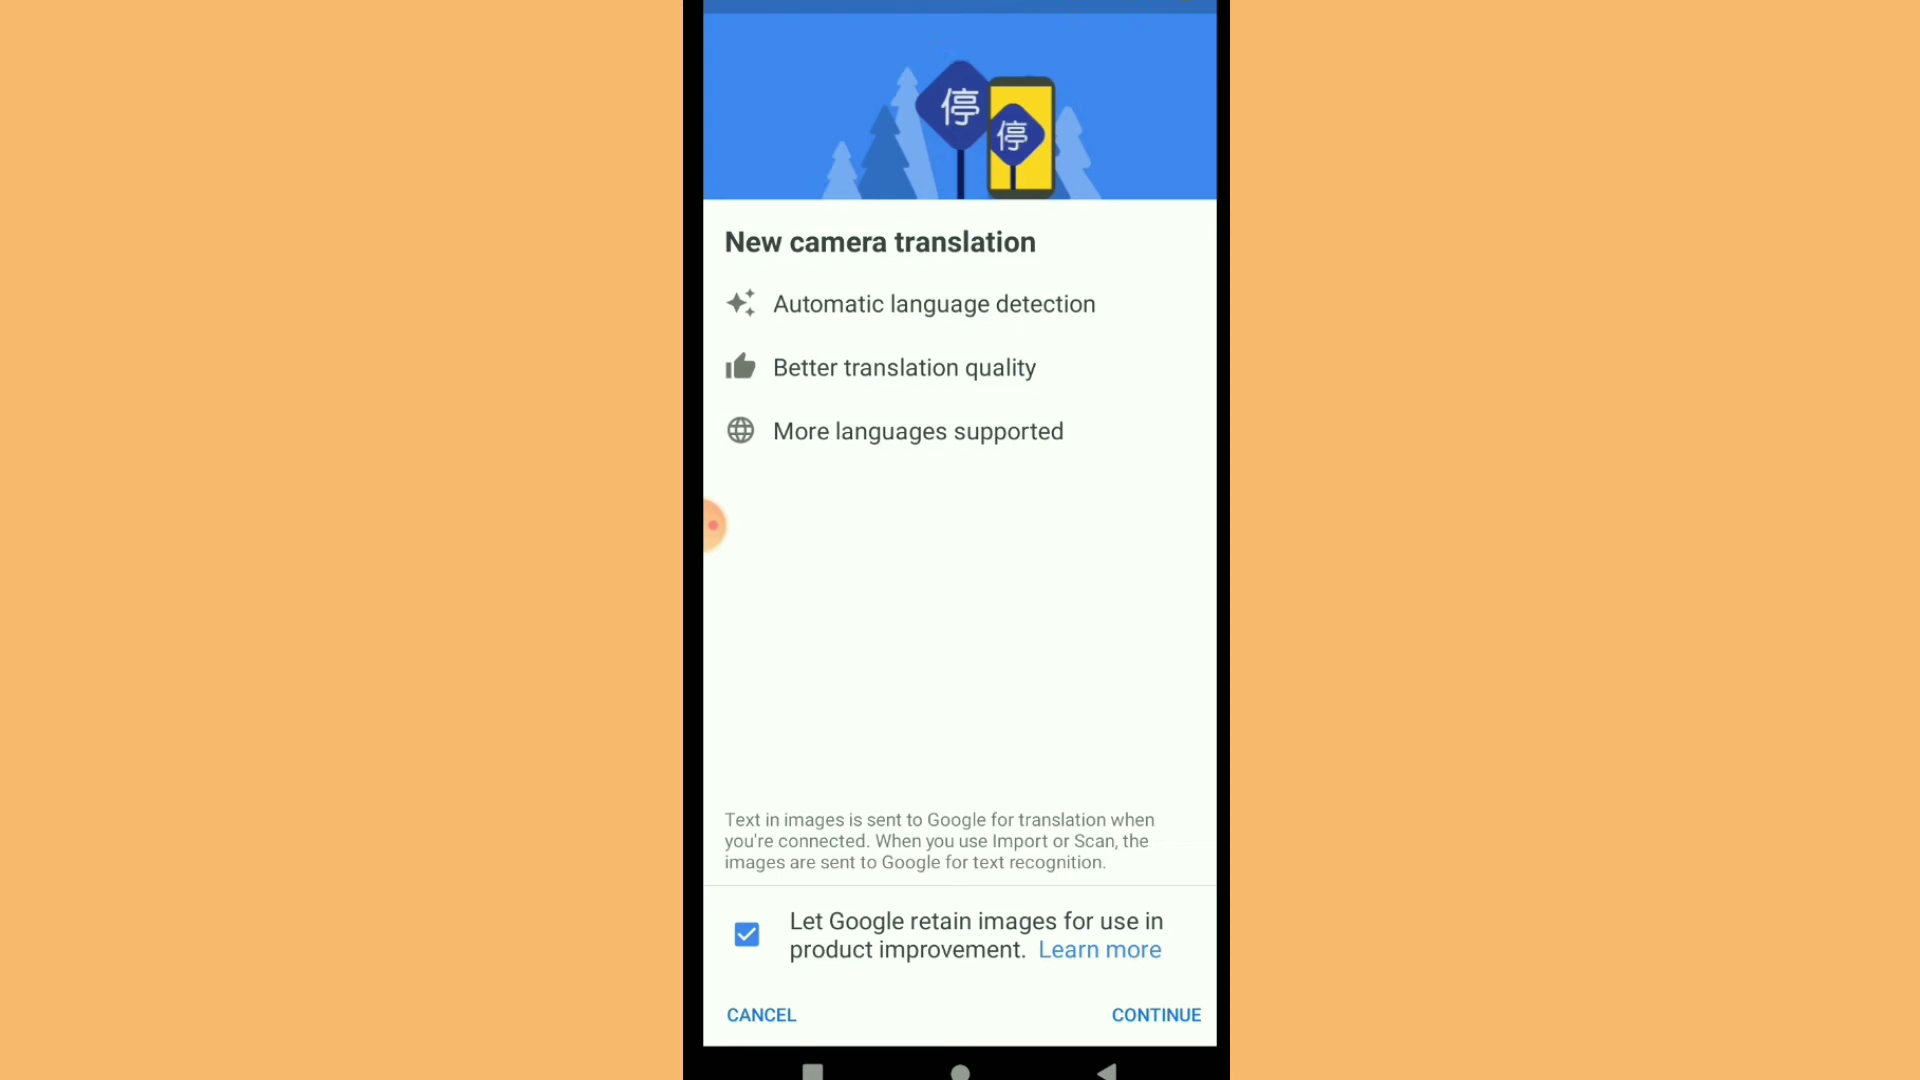 停
停
New camera translation
Automatic language detection
Better translation quality
More languages supported
Text in images is sent to Google for translation when
you're connected. When you use Import or Scan, the
images are sent to Google for text recognition.
Let Google retain images for use in
product improvement. Learn more
CANCEL CONTINUE